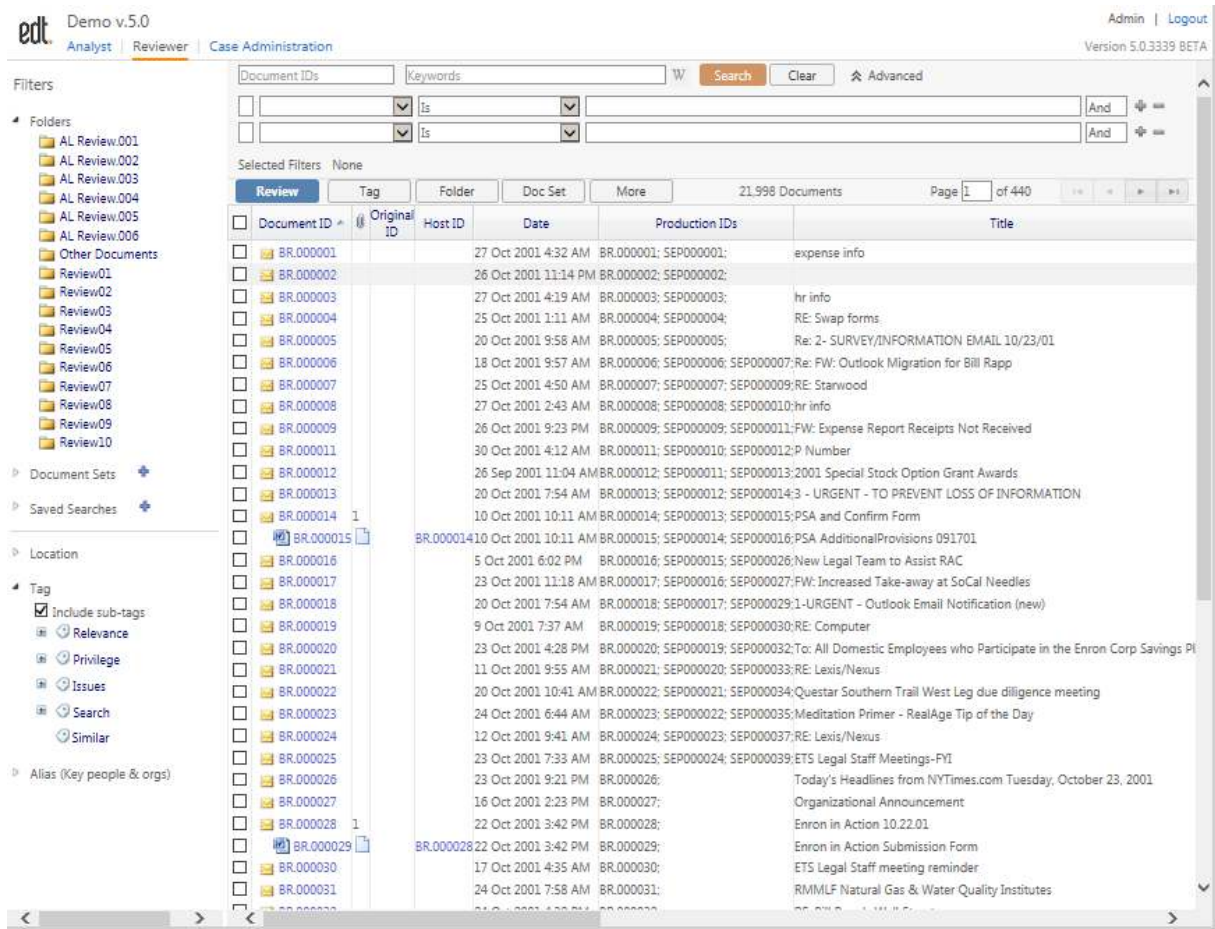 edt. Demo v.5.0 Admin | Logout
Analyst | Reviewer | Case Administration Version 5.0.3339 BETA
Filters
Folders
AL Review.001
AL Review.002
AL Review.003
AL Review.004
AL Review.005
AL Review.006
Other Documents
Review01
Review02
Review03
Review04
Review05
Review06
Review07
Review08
Review09
Review10
Document Sets
Saved Searches
Location
Tag
Include sub-tags
Relevance
Privilege
Issues
Search
Similar
Alias (Key people & orgs)
Document IDs Keywords W Search Clear Advanced
Is And
Is And
Selected Filters None
Review Tag Folder Doc Set More 21,998 Documents Page 1 of 440
Document ID Original ID Host ID Date Production IDs Title
BR.000001 27 Oct 2001 4:32 AM BR.000001; SEP000001; expense info
BR.000002 26 Oct 2001 11:14 PM BR.000002; SEP000002;
BR.000003 27 Oct 2001 4:19 AM BR.000003; SEP000003; hr info
BR.000004 25 Oct 2001 1:11 AM BR.000004; SEP000004; RE: Swap forms
BR.000005 20 Oct 2001 9:58 AM BR.000005; SEP000005; Re: 2- SURVEY/INFORMATION EMAIL 10/23/01
BR.000006 18 Oct 2001 9:57 AM BR.000006; SEP000006; SEP000007; Re: FW: Outlook Migration for Bill Rapp
BR.000007 25 Oct 2001 4:50 AM BR.000007; SEP000007; SEP000009; RE: Starwood
BR.000008 27 Oct 2001 2:43 AM BR.000008; SEP000008; SEP000010; hr info
BR.000009 26 Oct 2001 9:23 PM BR.000009; SEP000009; SEP000011; FW: Expense Report Receipts Not Received
BR.000011 30 Oct 2001 4:12 AM BR.000011; SEP000010; SEP000012; P Number
BR.000012 26 Sep 2001 11:04 AM BR.000012; SEP000011; SEP000013; 2001 Special Stock Option Grant Awards
BR.000013 20 Oct 2001 7:54 AM BR.000013; SEP000012; SEP000014; 3 - URGENT - TO PREVENT LOSS OF INFORMATION
BR.000014 1 10 Oct 2001 10:11 AM BR.000014; SEP000013; SEP000015; PSA and Confirm Form
BR.000015 BR.000014 10 Oct 2001 10:11 AM BR.000015; SEP000014; SEP000016; PSA AdditionalProvisions 091701
BR.000016 5 Oct 2001 6:02 PM BR.000016; SEP000015; SEP000026; New Legal Team to Assist RAC
BR.000017 23 Oct 2001 11:18 AM BR.000017; SEP000016; SEP000027; FW: Increased Take-away at SoCal Needles
BR.000018 20 Oct 2001 7:54 AM BR.000018; SEP000017; SEP000029; 1-URGENT - Outlook Email Notification (new)
BR.000019 9 Oct 2001 7:37 AM BR.000019; SEP000018; SEP000030; RE: Computer
BR.000020 23 Oct 2001 4:28 PM BR.000020; SEP000019; SEP000032; To: All Domestic Employees who Participate in the Enron Corp Savings Pl
BR.000021 11 Oct 2001 9:55 AM BR.000021; SEP000020; SEP000033; RE: Lexis/Nexus
BR.000022 20 Oct 2001 10:41 AM BR.000022; SEP000021; SEP000034; Questar Southern Trail West Leg due diligence meeting
BR.000023 24 Oct 2001 6:44 AM BR.000023; SEP000022; SEP000035; Meditation Primer - RealAge Tip of the Day
BR.000024 12 Oct 2001 9:41 AM BR.000024; SEP000023; SEP000037; RE: Lexis/Nexus
BR.000025 23 Oct 2001 7:33 AM BR.000025; SEP000024; SEP000039; ETS Legal Staff Meetings-FYI
BR.000026 23 Oct 2001 9:21 PM BR.000026; Today's Headlines from NYTimes.com Tuesday, October 23, 2001
BR.000027 16 Oct 2001 2:23 PM BR.000027; Organizational Announcement
BR.000028 1 22 Oct 2001 3:42 PM BR.000028; Enron in Action 10.22.01
BR.000029 BR.000028 22 Oct 2001 3:42 PM BR.000029; Enron in Action Submission Form
BR.000030 17 Oct 2001 4:35 AM BR.000030; ETS Legal Staff meeting reminder
BR.000031 24 Oct 2001 7:58 AM BR.000031; RMMLF Natural Gas & Water Quality Institutes